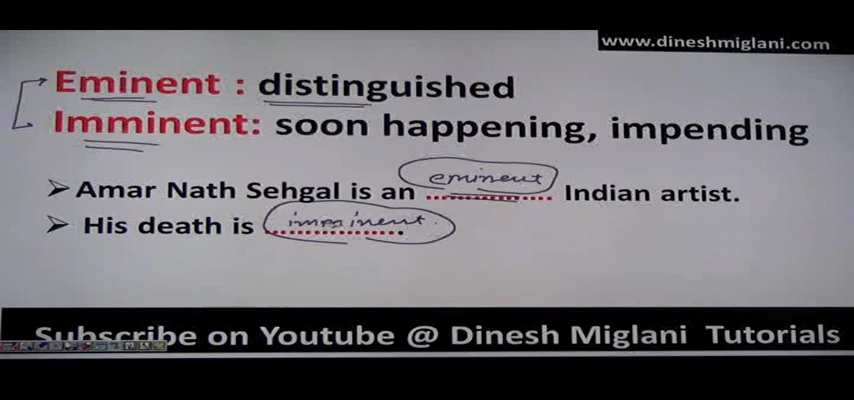 www.dineshmiglani.com
Eminent : distinguished
Imminent: soon happening, impending
➤ Amar Nath Sehgal is an eminent Indian artist.
➤ His death is imminent.
Subscribe on Youtube @ Dinesh Miglani Tutorials